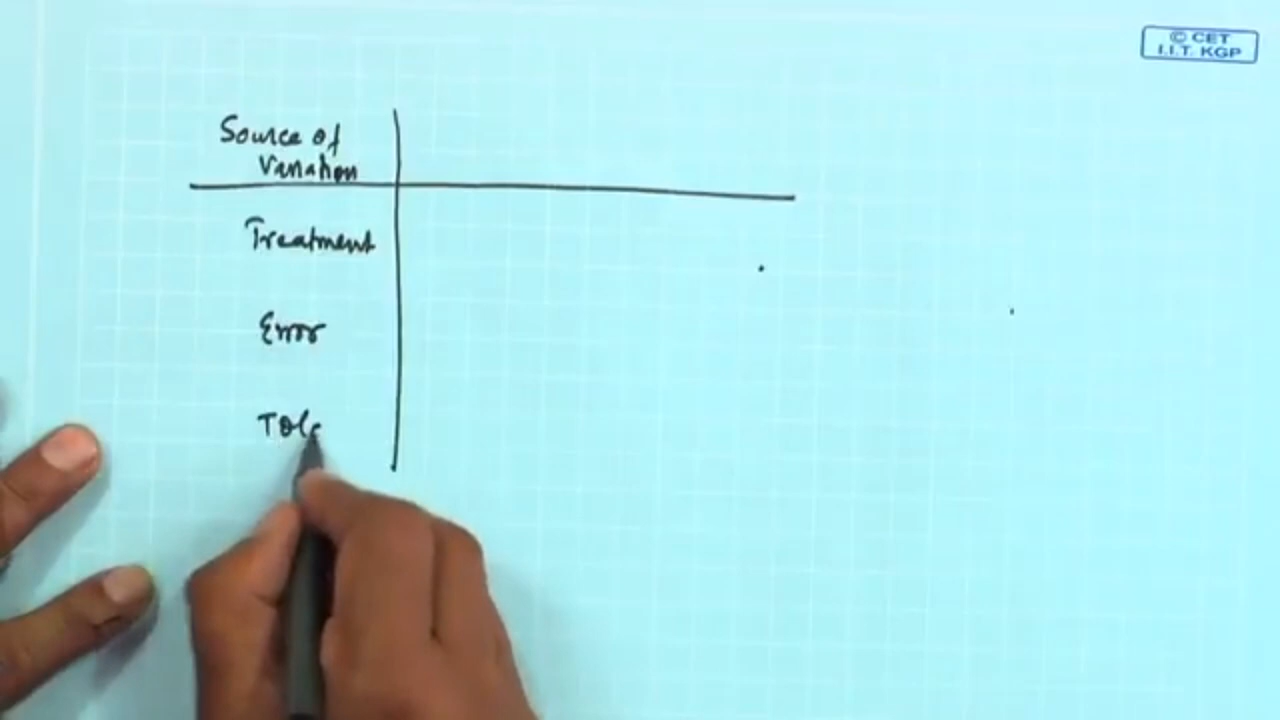 © CET
I.I.T. KGP
Source of
Variation
Treatment
Error